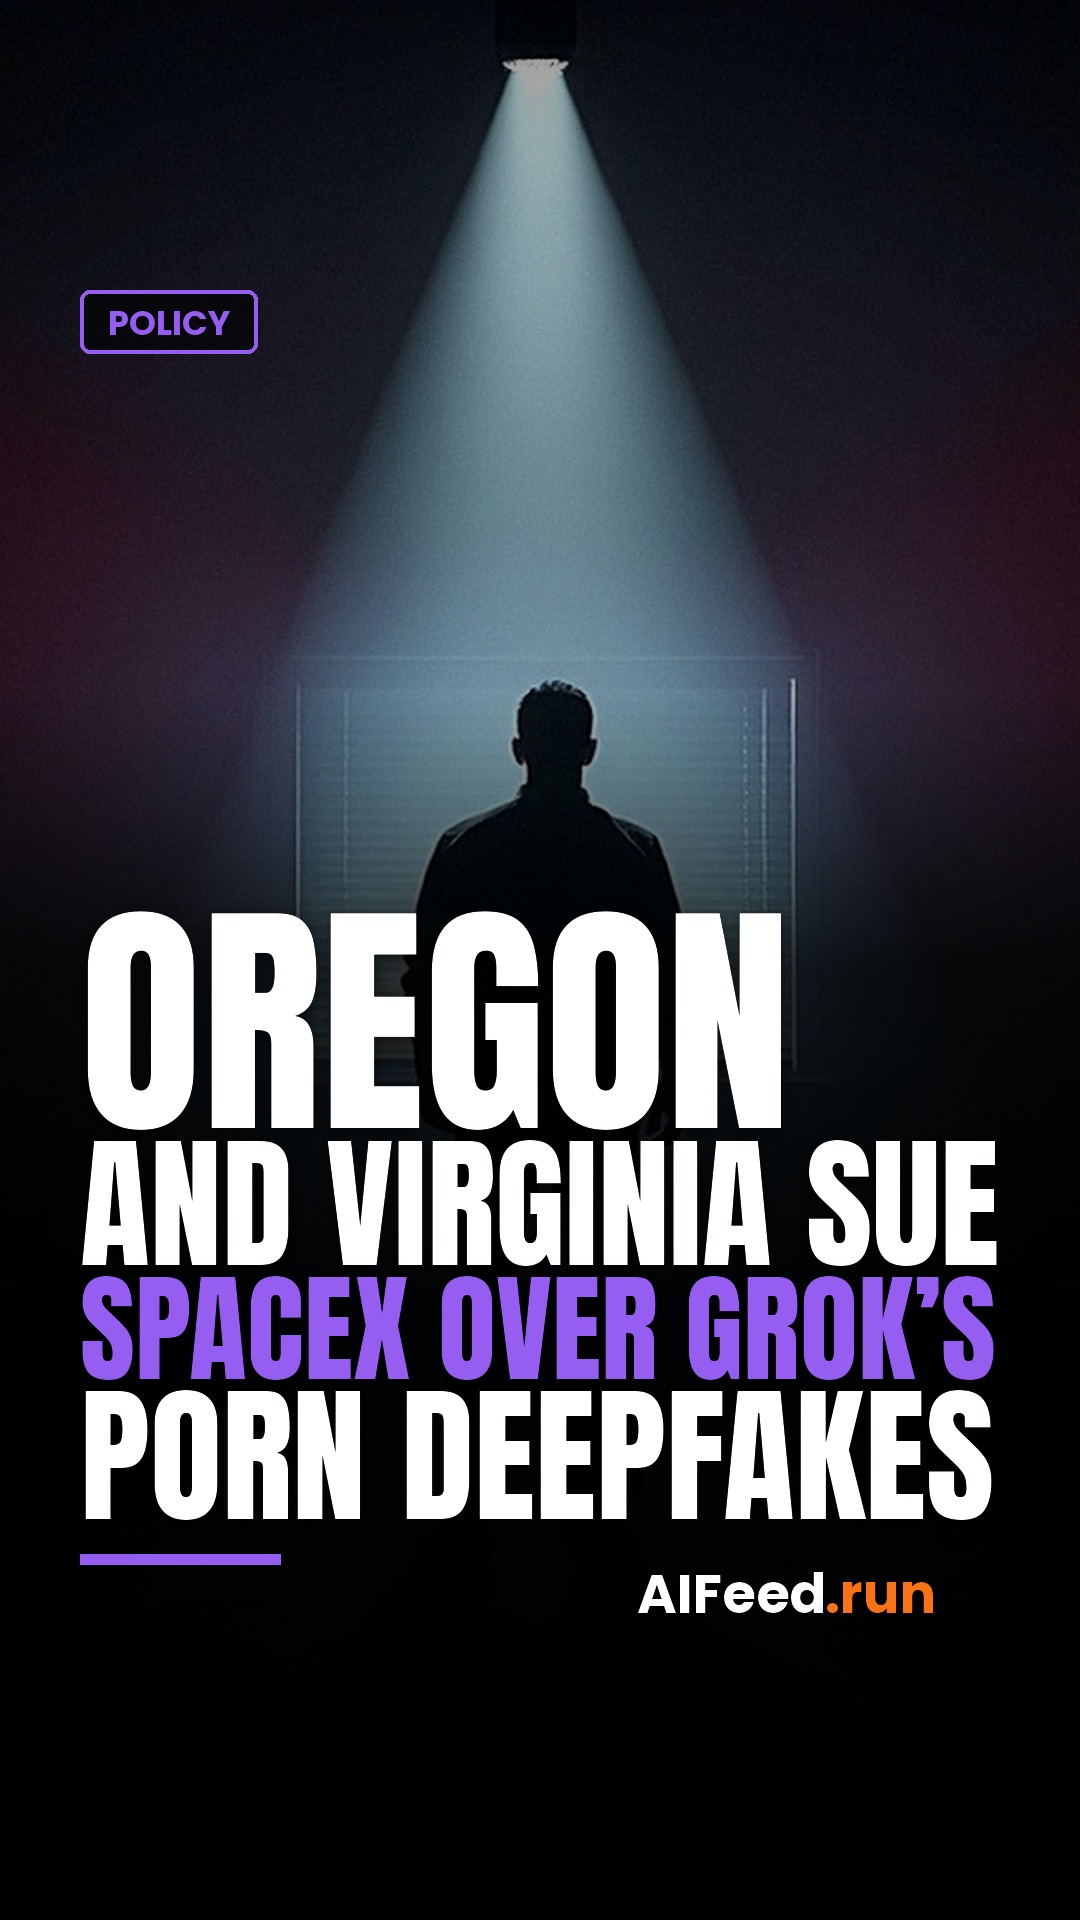 POLICY
OREGON
AND VIRGINIA SUE
SPACEX OVER GROK’S
PORN DEEPFAKES
AIFeed.run